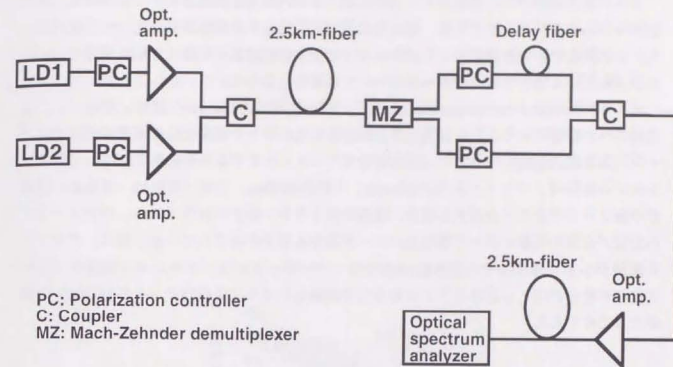 Opt.
amp.
2.5km-fiber
Delay fiber
LD1
PC
PC
C
MZ
C
LD2
PC
PC
Opt.
amp.
2.5km-fiber
Opt.
amp.
PC: Polarization controller
C: Coupler
MZ: Mach-Zehnder demultiplexer
Optical
spectrum
analyzer